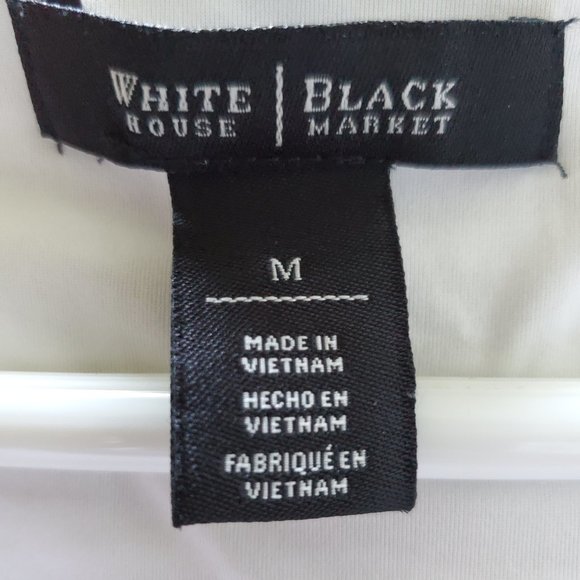 WHITE | BLACK
HOUSE | MARKET
M
MADE IN
VIETNAM
HECHO EN
VIETNAM
FABRIQUÉ EN
VIETNAM